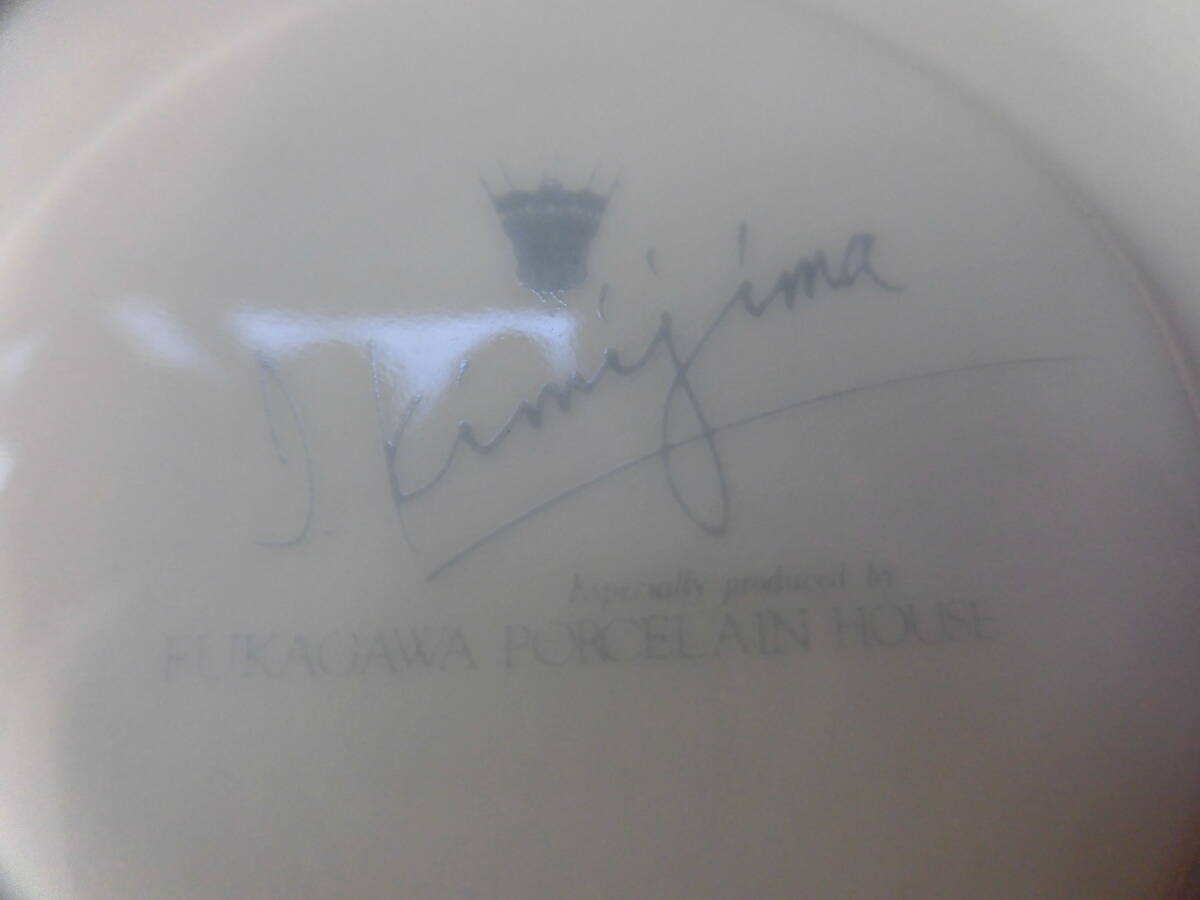 J Kimijima
Especially produced by
FUKAGAWA PORCELAIN HOUSE